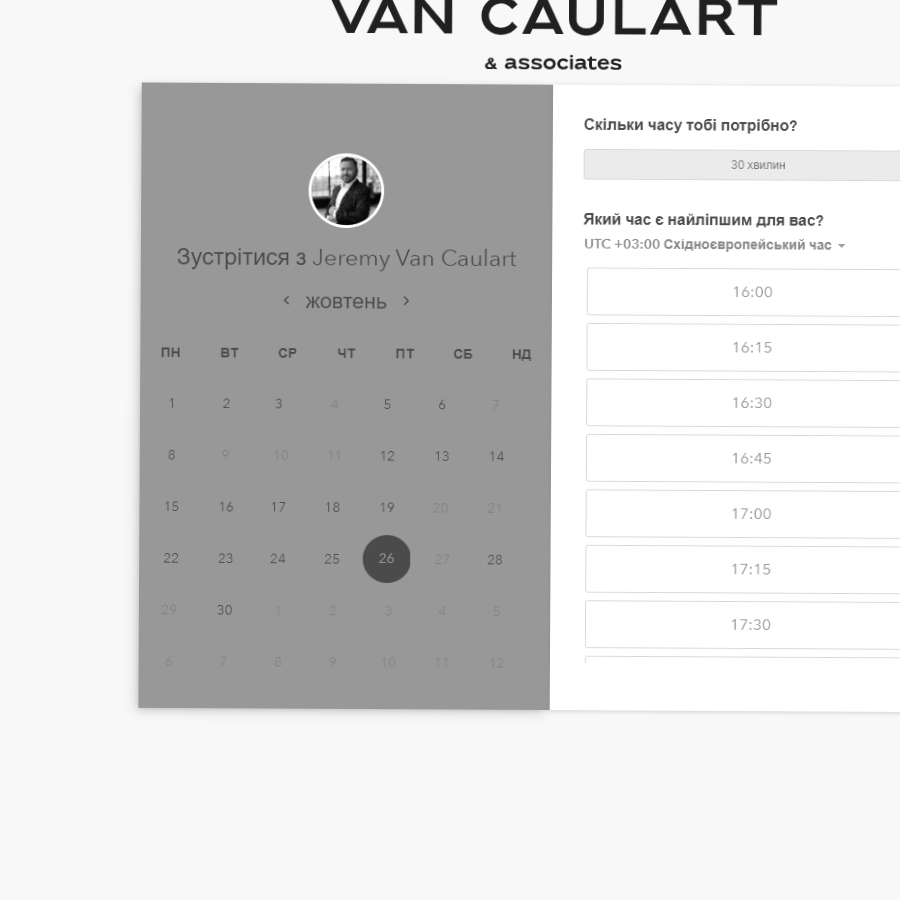 VAN CAULART
& associates
Зустрітися з Jeremy Van Caulart
жовтень
ПН ВТ СР ЧТ ПТ СБ НД
1 2 3 4 5 6 7
8 9 10 11 12 13 14
15 16 17 18 19 20 21
22 23 24 25 26 27 28
29 30 1 2 3 4 5
6 7 8 9 10 11 12
Скільки часу тобі потрібно?
30 хвилин
Який час є найліпшим для вас?
UTC +03:00 Східноєвропейський час
16:00
16:15
16:30
16:45
17:00
17:15
17:30